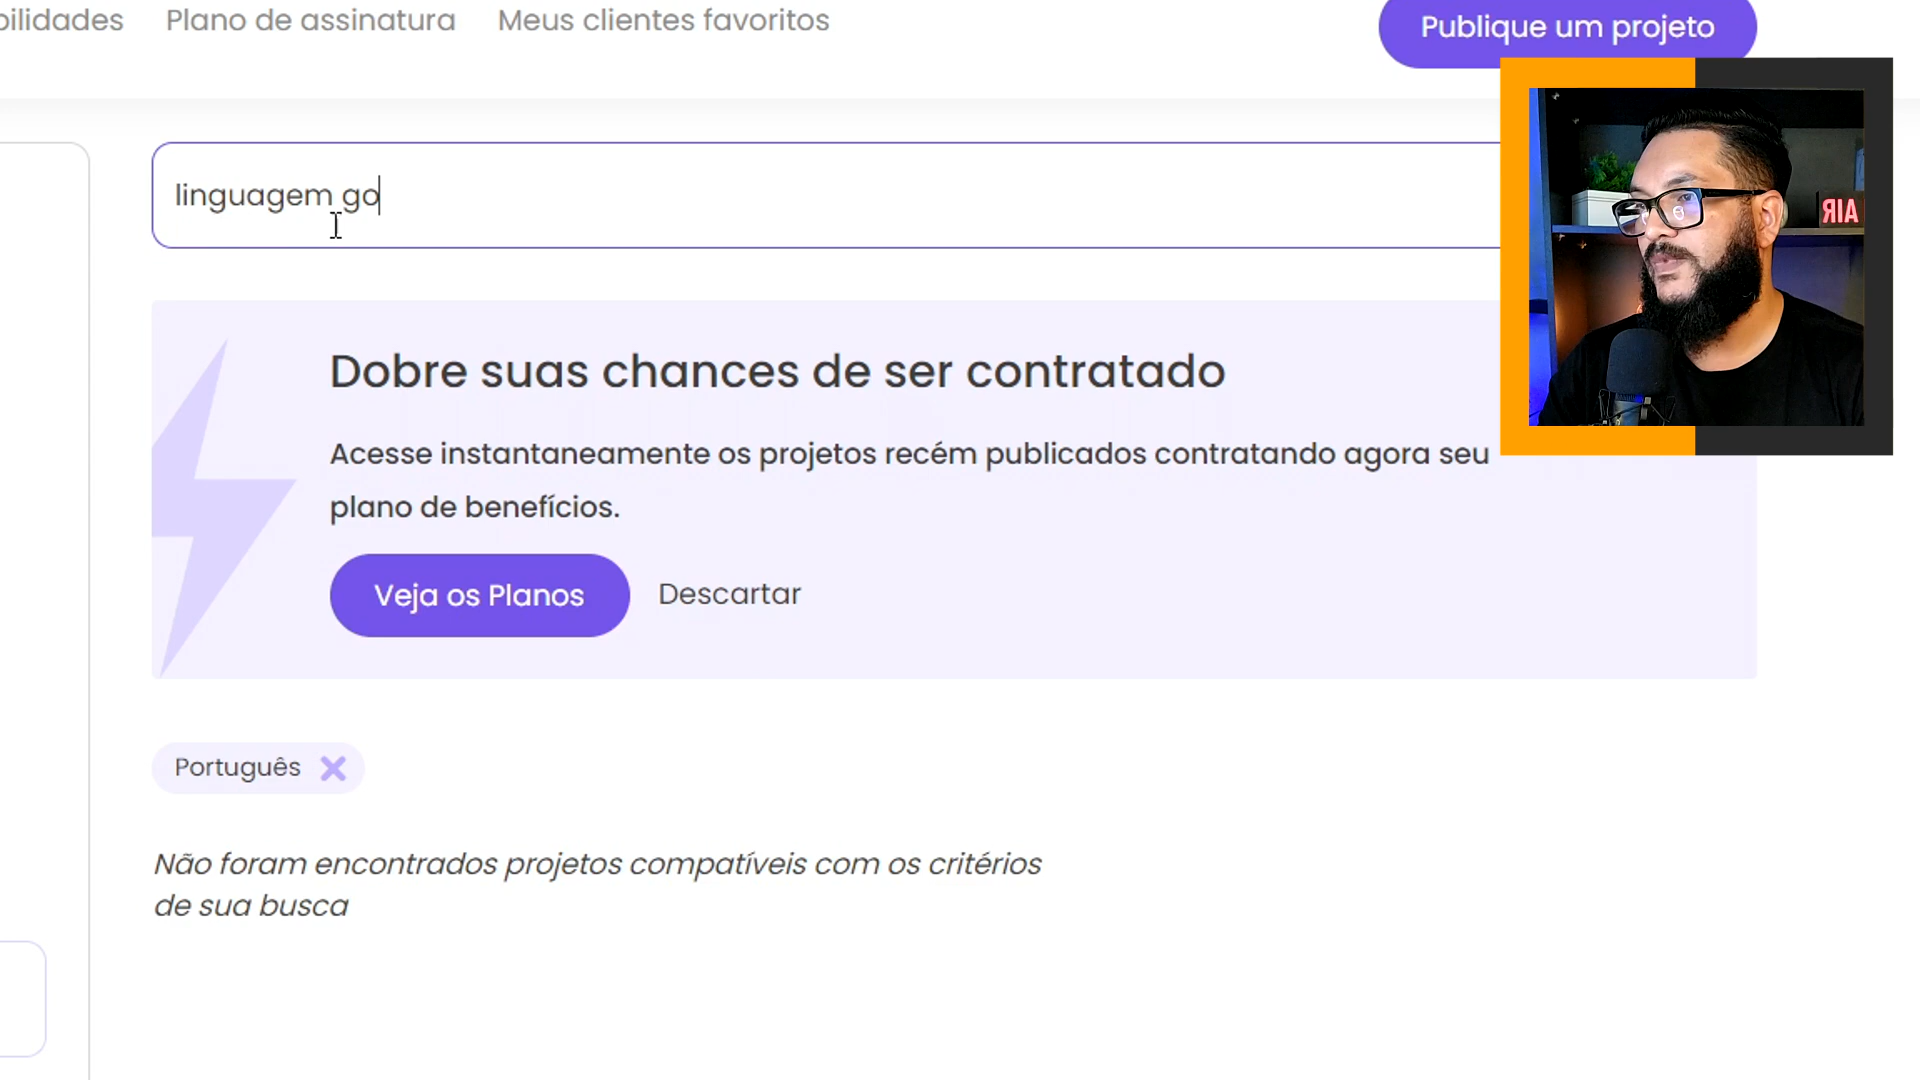 bilidades Plano de assinatura Meus clientes favoritos Publique um projeto
linguagem go
Dobre suas chances de ser contratado
Acesse instantaneamente os projetos recém publicados contratando agora seu
plano de benefícios.
Veja os Planos Descartar
Português
Não foram encontrados projetos compatíveis com os critérios
de sua busca
AIR